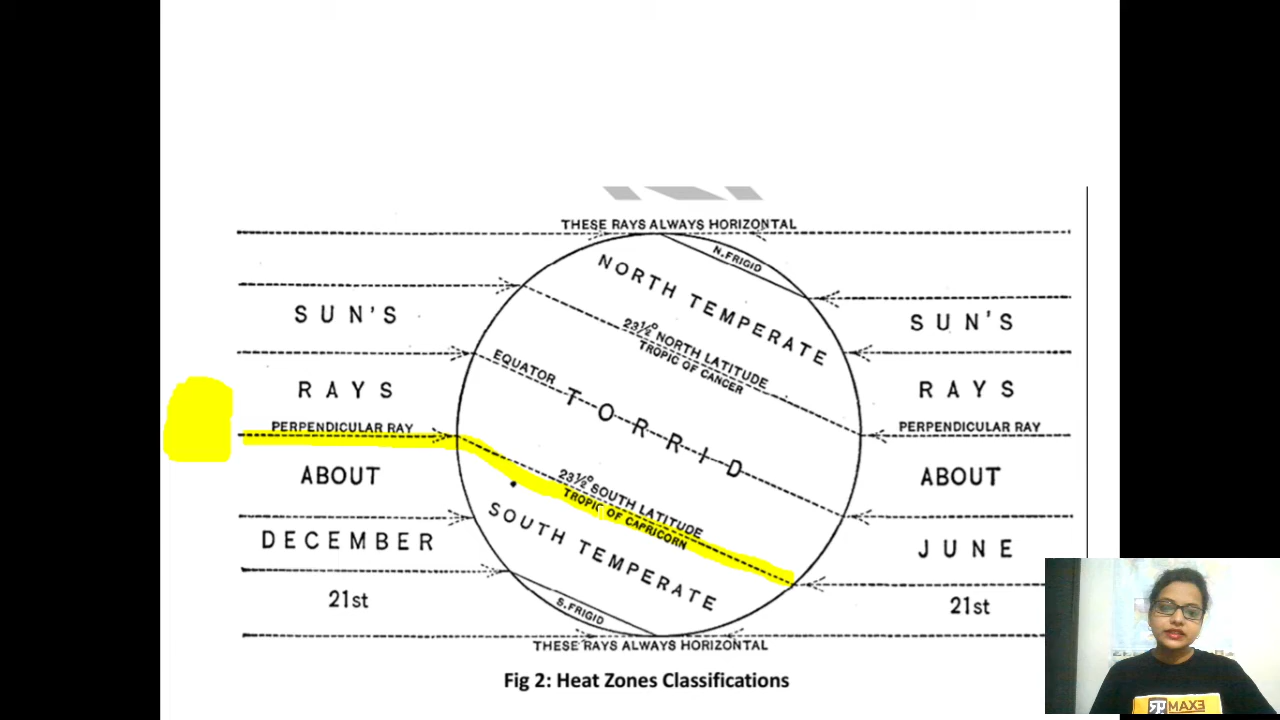 THESE RAYS ALWAYS HORIZONTAL
N. FRIGID
NORTH TEMPERATE
SUN'S
SUN'S
23½° NORTH LATITUDE
TROPIC OF CANCER
EQUATOR
RAYS
RAYS
TORRID
PERPENDICULAR RAY
PERPENDICULAR RAY
ABOUT
ABOUT
23½° SOUTH LATITUDE
TROPIC OF CAPRICORN
SOUTH TEMPERATE
DECEMBER
JUNE
21st
21st
S. FRIGID
THESE RAYS ALWAYS HORIZONTAL
Fig 2: Heat Zones Classifications